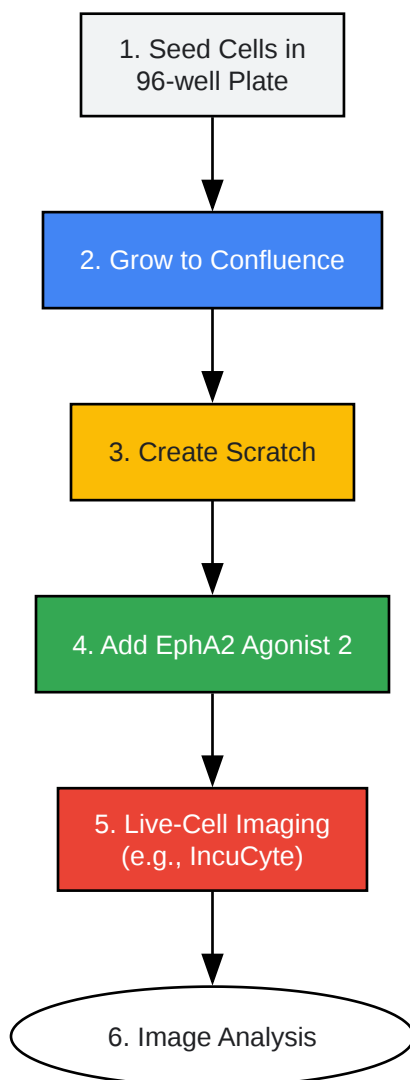 1. Seed Cells in
96-well Plate
2. Grow to Confluence
3. Create Scratch
4. Add EphA2 Agonist 2
5. Live-Cell Imaging
(e.g., IncuCyte)
6. Image Analysis